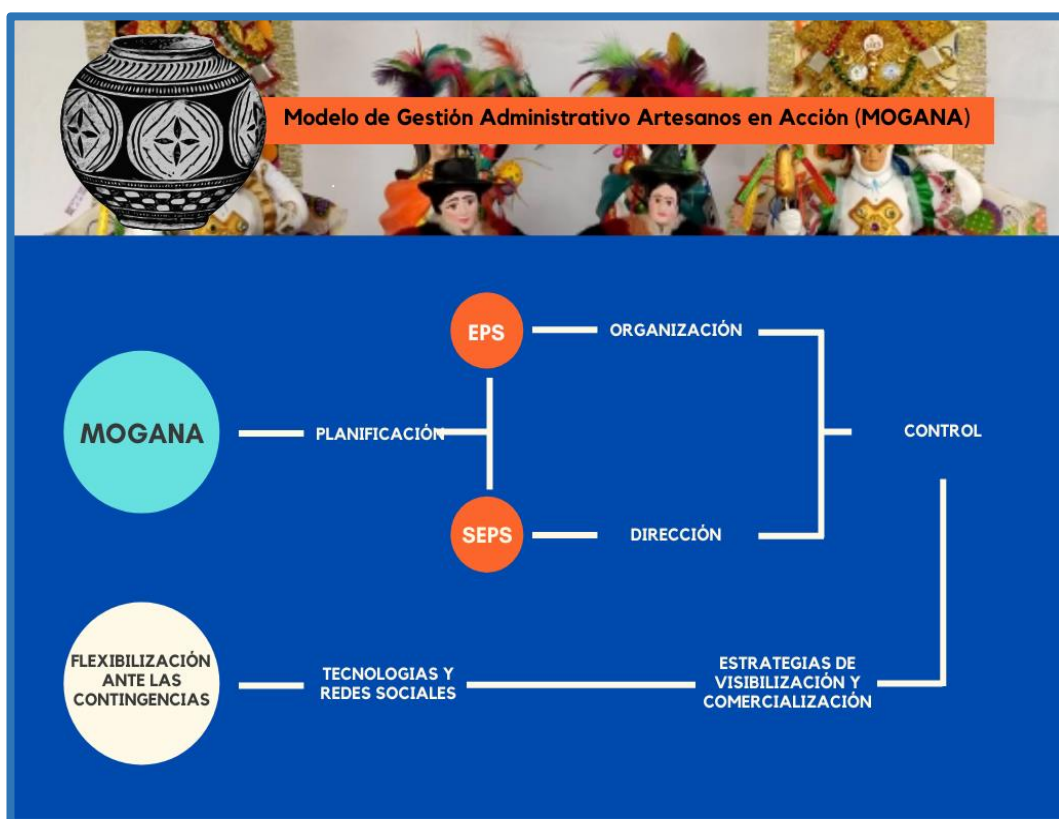 Modelo de Gestión Administrativo Artesanos en Acción (MOGANA)
EPS
ORGANIZACIÓN
MOGANA
PLANIFICACIÓN
CONTROL
SEPS
DIRECCIÓN
FLEXIBILIZACIÓN
ANTE LAS
CONTINGENCIAS
TECNOLOGIAS Y
REDES SOCIALES
ESTRATEGIAS DE
VISIBILIZACIÓN Y
COMERCIALIZACIÓN